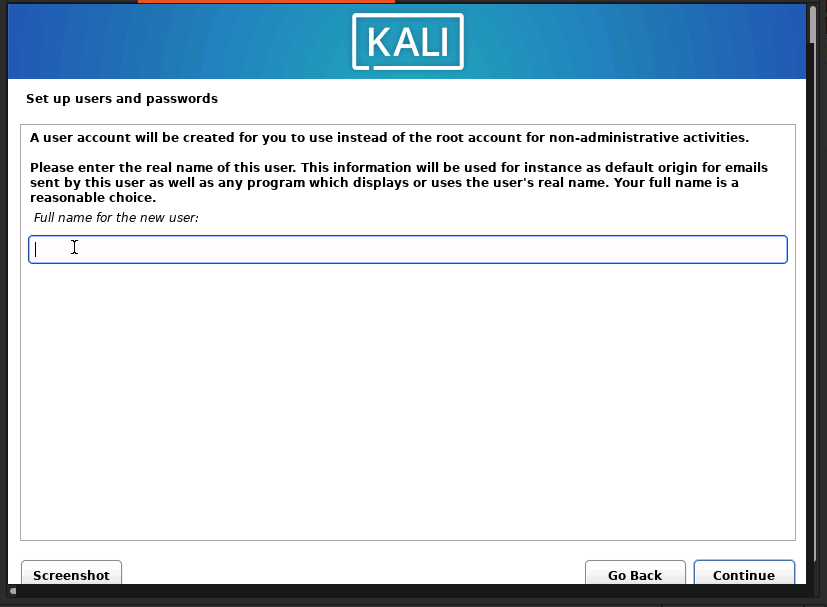 KALI
Set up users and passwords
A user account will be created for you to use instead of the root account for non-administrative activities.
Please enter the real name of this user. This information will be used for instance as default origin for emails
sent by this user as well as any program which displays or uses the user's real name. Your full name is a
reasonable choice.
Full name for the new user:
Screenshot
Go Back
Continue